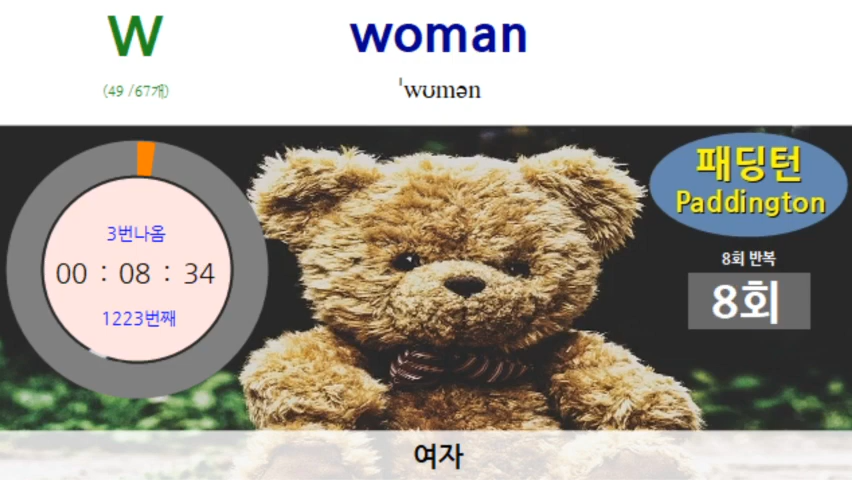 W
(49 /67개)
woman
ˈwʊmən
패딩턴
Paddington
3번나옴
00 : 08 : 34
1223번째
8회 반복
8회
여자